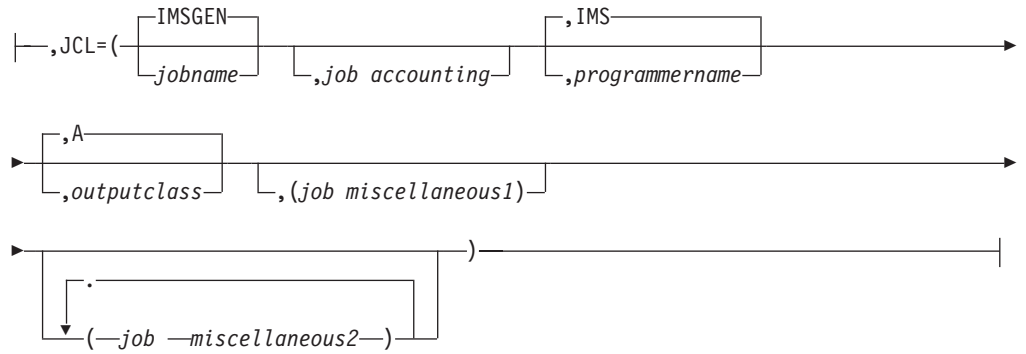 IMSGEN ,IMS
,JCL=(
jobname ,job accounting ,programmername
,A
,outputclass ,(job miscellaneous1)
)
.
(job miscellaneous2)